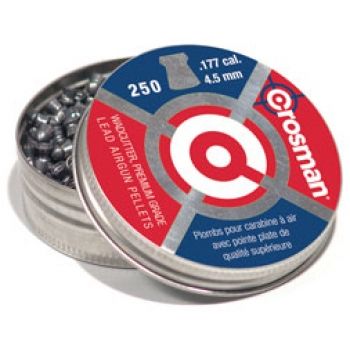 250
.177 cal.
4.5 mm
Crosman®
WADCUTTER, PREMIUM GRADE
LEAD AIRGUN PELLETS
Plombs pour carabine à air
avec pointe plate de
qualité supérieure